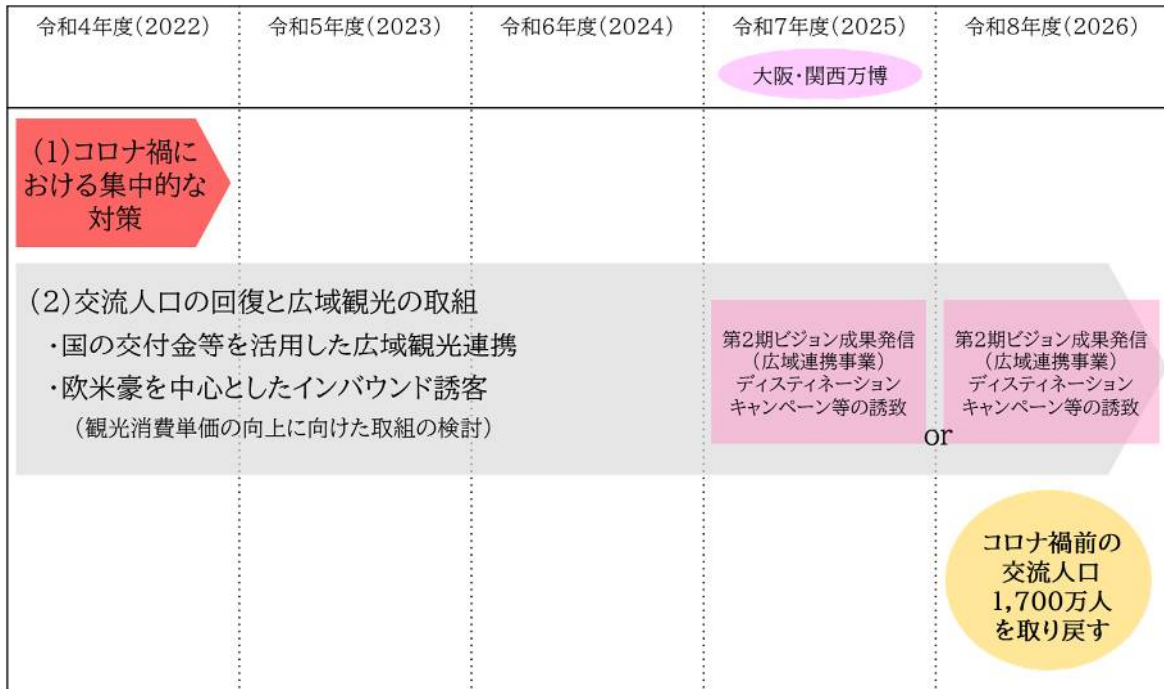 令和4年度(2022)
令和5年度(2023)
令和6年度(2024)
令和7年度(2025)
令和8年度(2026)
大阪・関西万博
(1)コロナ禍に
おける集中的な
対策
(2)交流人口の回復と広域観光の取組
・国の交付金等を活用した広域観光連携
・欧米豪を中心としたインバウンド誘客
(観光消費単価の向上に向けた取組の検討)
第2期ビジョン成果発信
(広域連携事業)
ディスティネーション
キャンペーン等の誘致
or
第2期ビジョン成果発信
(広域連携事業)
ディスティネーション
キャンペーン等の誘致
コロナ禍前の
交流人口
1,700万人
を取り戻す